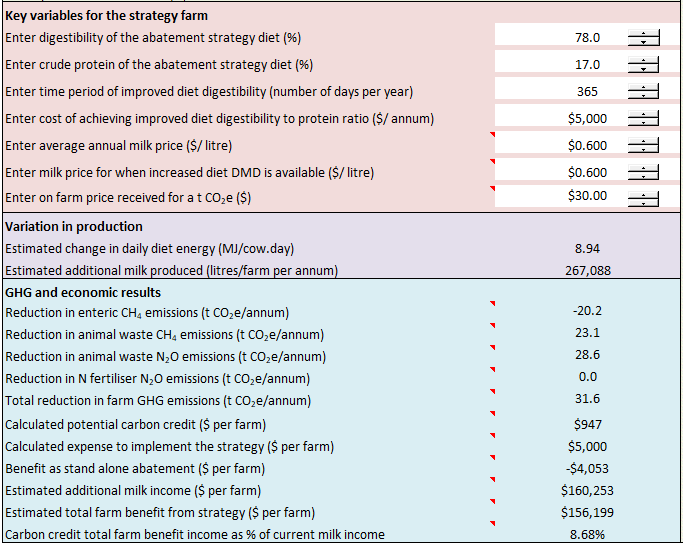 Key variables for the strategy farm
Enter digestibility of the abatement strategy diet (%) 78.0
Enter crude protein of the abatement strategy diet (%) 17.0
Enter time period of improved diet digestibility (number of days per year) 365
Enter cost of achieving improved diet digestibility to protein ratio ($/ annum) $5,000
Enter average annual milk price ($/ litre) $0.600
Enter milk price for when increased diet DMD is available ($/ litre) $0.600
Enter on farm price received for a t CO₂e ($) $30.00
Variation in production
Estimated change in daily diet energy (MJ/cow.day) 8.94
Estimated additional milk produced (litres/farm per annum) 267,088
GHG and economic results
Reduction in enteric CH₄ emissions (t CO₂e/annum) -20.2
Reduction in animal waste CH₄ emissions (t CO₂e/annum) 23.1
Reduction in animal waste N₂O emissions (t CO₂e/annum) 28.6
Reduction in N fertiliser N₂O emissions (t CO₂e/annum) 0.0
Total reduction in farm GHG emissions (t CO₂e/annum) 31.6
Calculated potential carbon credit ($ per farm) $947
Calculated expense to implement the strategy ($ per farm) $5,000
Benefit as stand alone abatement ($ per farm) -$4,053
Estimated additional milk income ($ per farm) $160,253
Estimated total farm benefit from strategy ($ per farm) $156,199
Carbon credit total farm benefit income as % of current milk income 8.68%